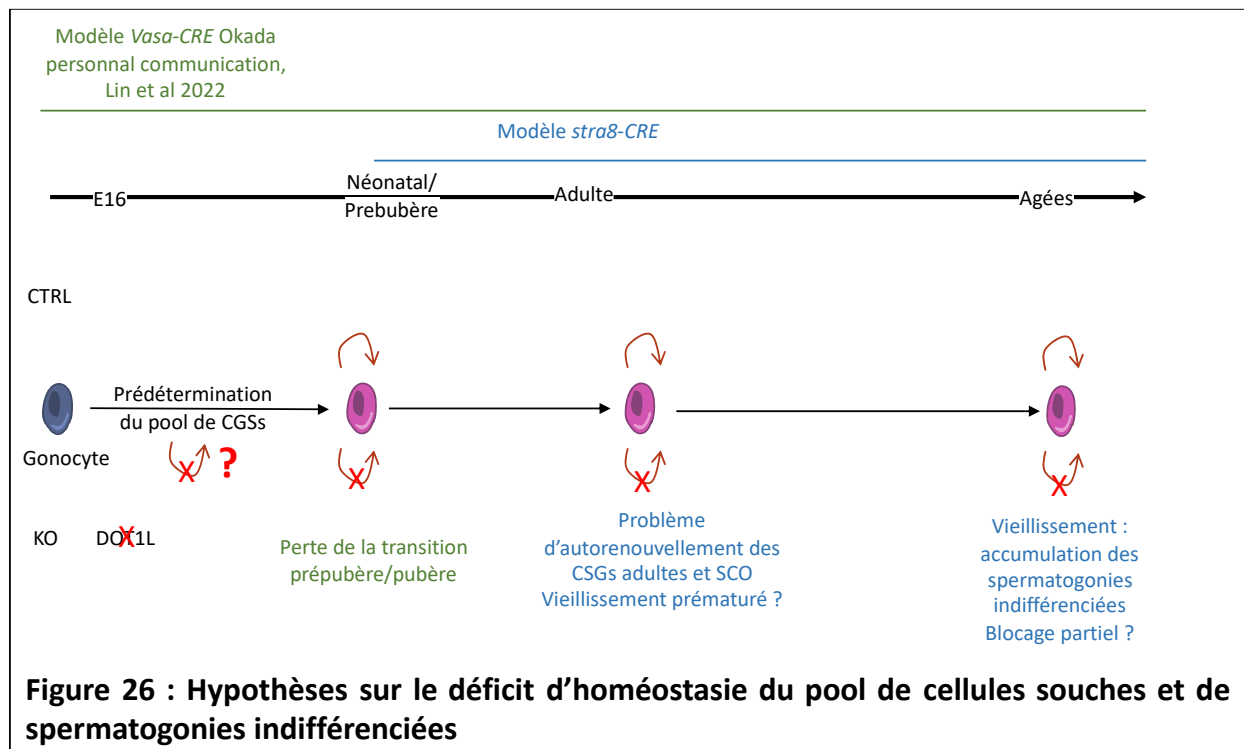 Modèle Vasa-CRE Okada
personnal communication,
Lin et al 2022
Modèle stra8-CRE
E16
Néonatal/
Prebubère
Adulte
Agées
CTRL
Prédétermination
du pool de CGSs
Gonocyte
X
?
X
X
X
KO
DOT1L
X
Perte de la transition
prépubère/pubère
Problème
d’autorenouvellement des
CSGs adultes et SCO
Vieillissement prématuré ?
Vieillissement :
accumulation des
spermatogonies
indifférenciées
Blocage partiel ?
Figure 26 : Hypothèses sur le déficit d’homéostasie du pool de cellules souches et de
spermatogonies indifférenciées